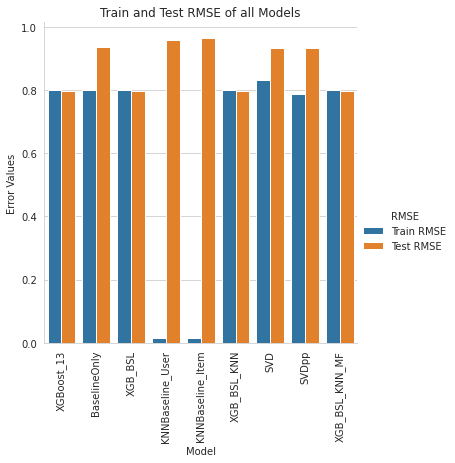 Train and Test RMSE of all Models
1.0
0.8
0.6
0.4
0.2
0.0
Error Values
XGBoost_13
BaselineOnly
XGB_BSL
KNNBaseline_User
KNNBaseline_Item
XGB_BSL_KNN
SVD
SVDpp
XGB_BSL_KNN_MF
Model
RMSE
Train RMSE
Test RMSE